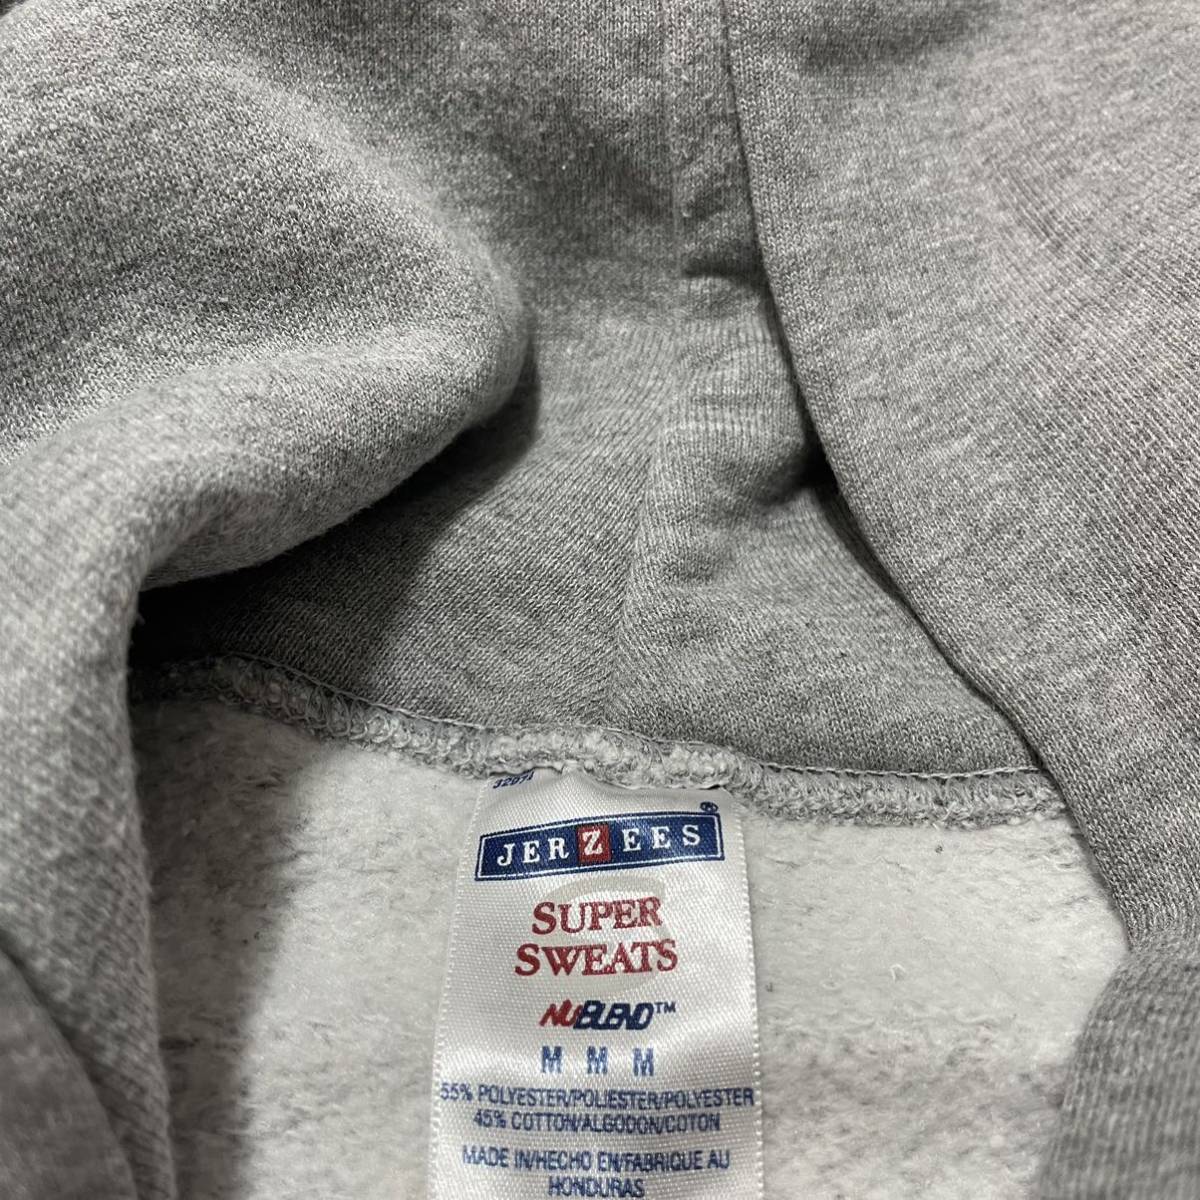 32071
JERZEES®
SUPER
SWEATS
NUBLEND™
M M M
55% POLYESTER/POLIESTER/POLYESTER
45% COTTON/ALGODON/COTON
MADE IN/HECHO EN/FABRIQUE AU
HONDURAS